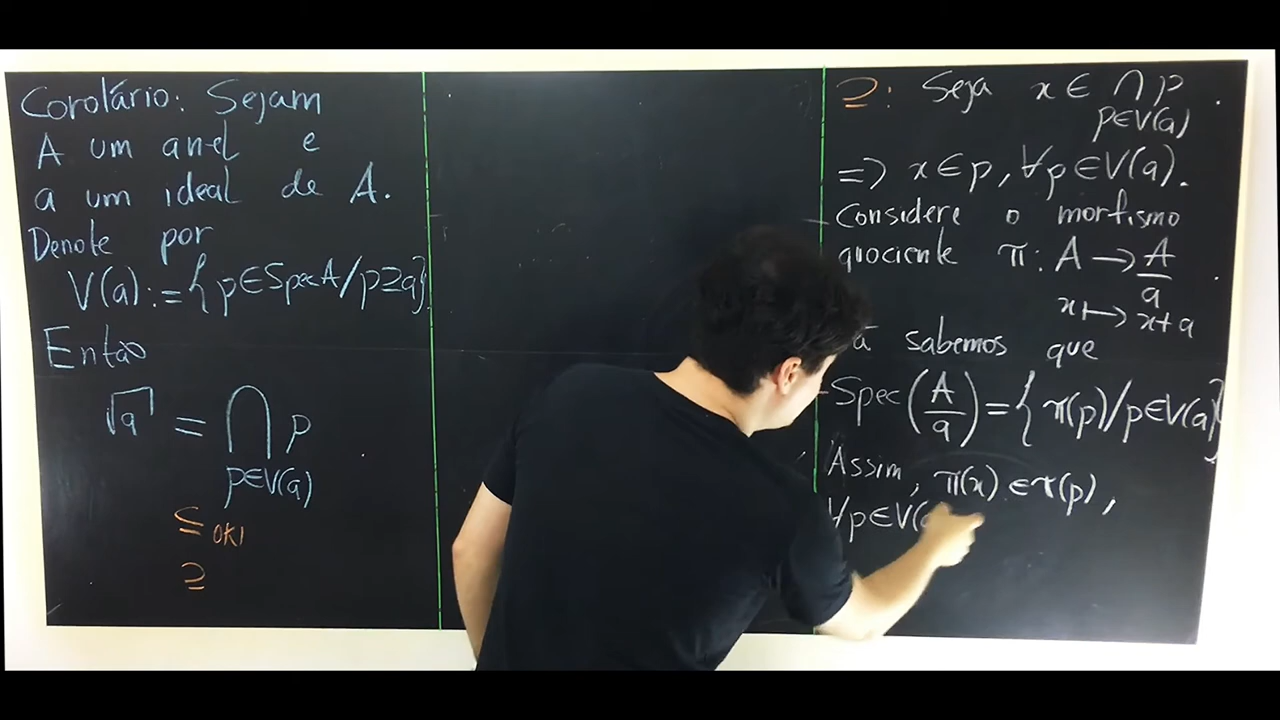 Corolário: Sejam
A um anel e
a um ideal de A.
Denote por
V(a):={p∈SpecA/p⊇a}
Então
√a = ⋂ p
p∈V(a)
⊆ OK!
⊇
⊇: Seja x∈ ⋂ p.
p∈V(a)
=> x∈p, ∀p∈V(a).
Considere o morfismo
quociente π: A → A/a.
x ↦ x+a
sabemos que
Spec(A/a) = {π(p)/p∈V(a)}
Assim, π(x) ∈ π(p),
∀p∈V(